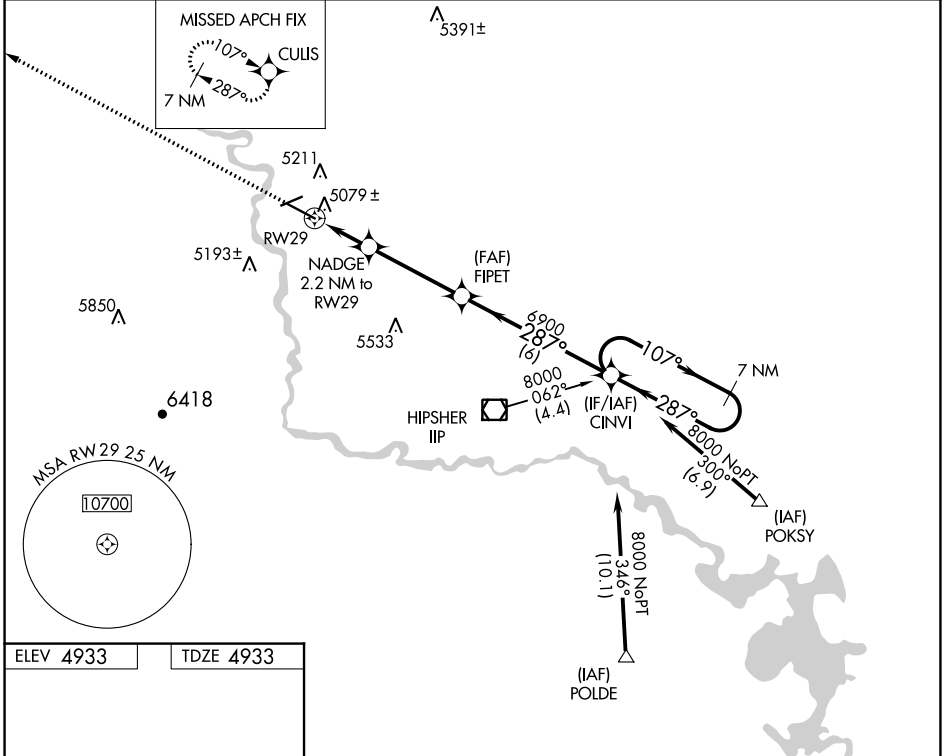 MISSED APCH FIX
107°
CULIS
287°
7 NM
5391±
5211
5079±
RW29
5193±
NADGE
2.2 NM to
RW29
(FAF)
FIPET
5850
5533
6900
287°
(6)
107°
7 NM
8000
062°
(4.4)
HIPSHER
IIP
(IF/IAF)
CINVI
287°
6418
8000 NoPT
300°
(6.9)
MSA RW29 25 NM
10700
(IAF)
POKSY
8000 NoPT
346°
(10.1)
(IAF)
POLDE
ELEV 4933
TDZE 4933